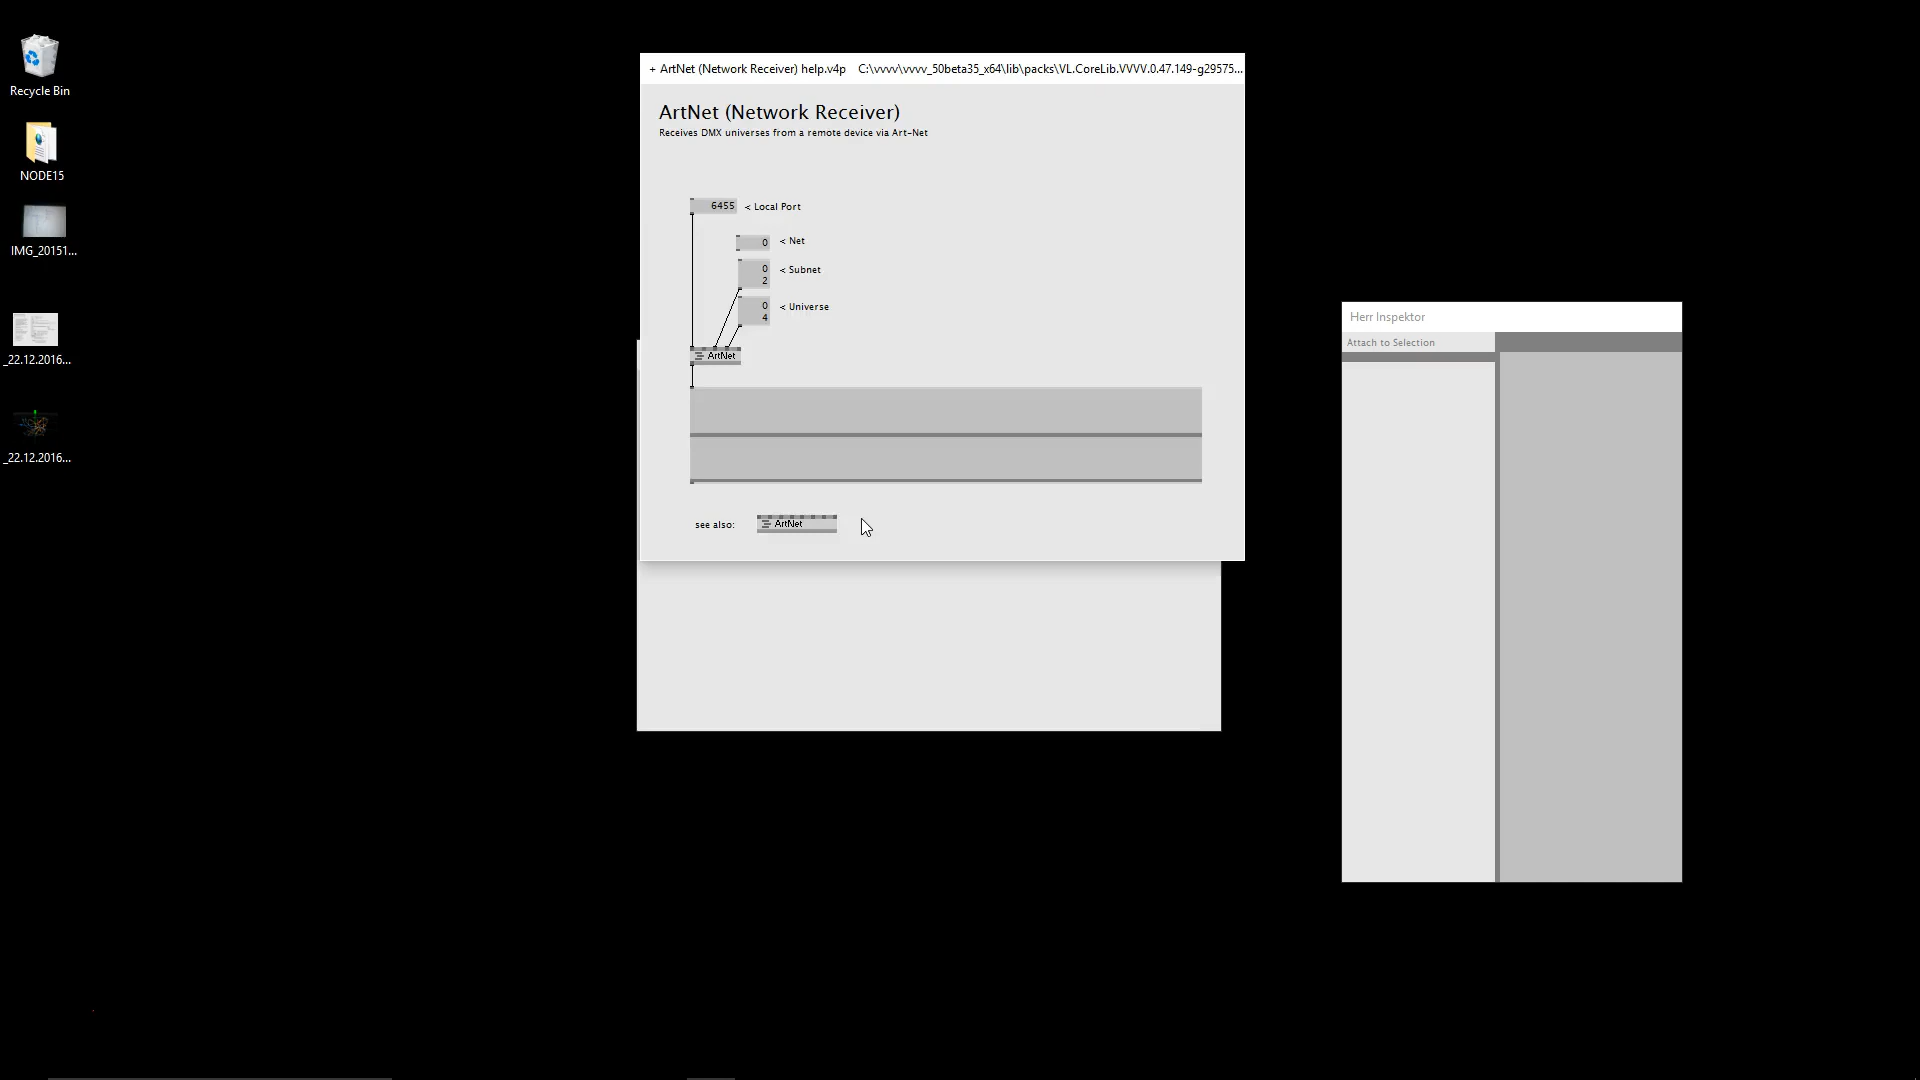 Recycle Bin
NODE15
IMG_20151...
_22.12.2016...
_22.12.2016...
+ ArtNet (Network Receiver) help.v4p C:\vvvv\vvvv_50beta35_x64\lib\packs\VL.CoreLib.VVVV.0.47.149-g29575...
ArtNet (Network Receiver)
Receives DMX universes from a remote device via Art-Net
6455 < Local Port
0 < Net
0 < Subnet
2
0 < Universe
4
ArtNet
see also: ArtNet
Herr Inspektor
Attach to Selection